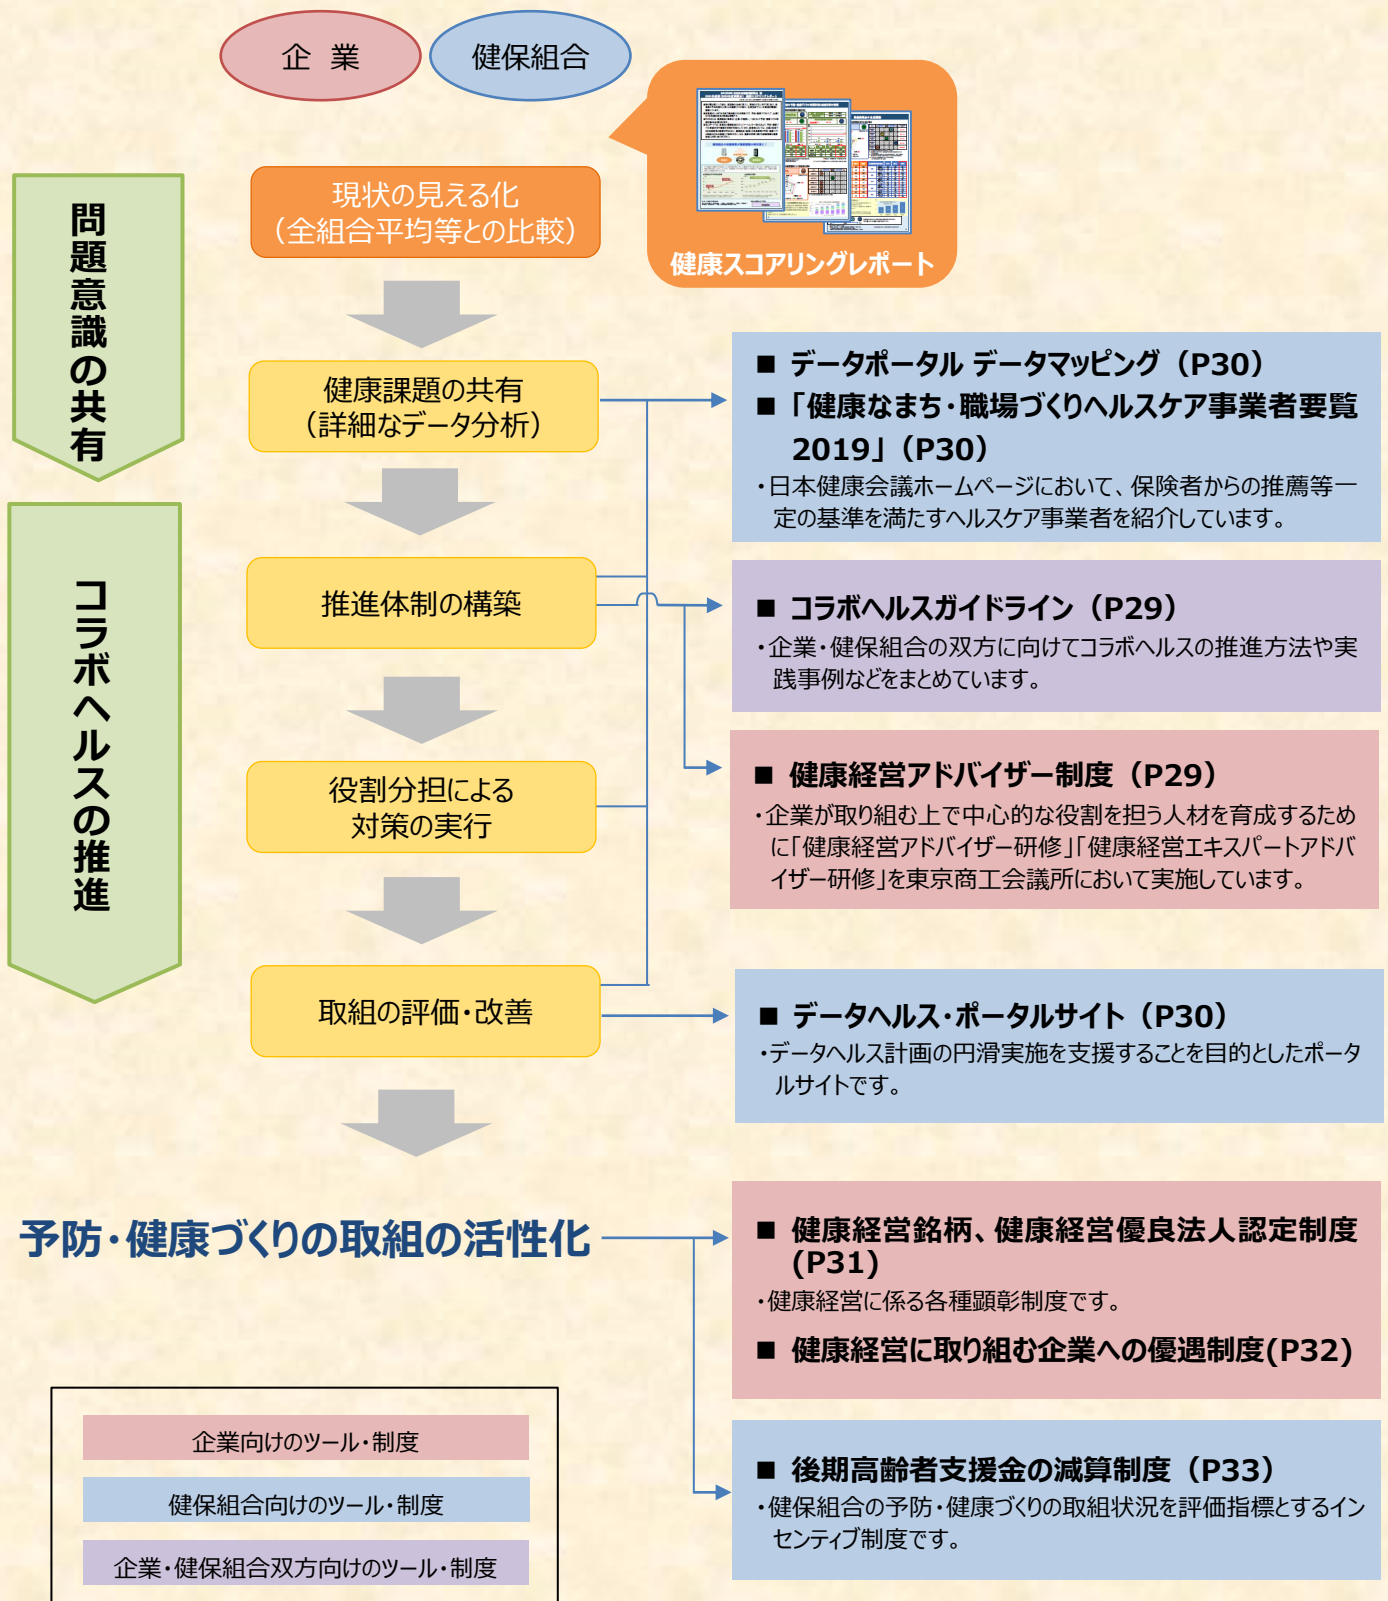 企 業
健保組合
現状の見える化
（全組合平均等との比較）
健康スコアリングレポート
問題意識の共有
健康課題の共有
（詳細なデータ分析）
■ データポータル データマッピング（P30）
■ 「健康なまち・職場づくりヘルスケア事業者要覧
2019」（P30）
・日本健康会議ホームページにおいて、保険者からの推薦等一
定の基準を満たすヘルスケア事業者を紹介しています。
コラボヘルスの推進
推進体制の構築
■ コラボヘルスガイドライン（P29）
・企業・健保組合の双方に向けてコラボヘルスの推進方法や実
践事例などをまとめています。
役割分担による
対策の実行
■ 健康経営アドバイザー制度（P29）
・企業が取り組む上で中心的な役割を担う人材を育成するため
に「健康経営アドバイザー研修」「健康経営エキスパートアドバ
イザー研修」を東京商工会議所において実施しています。
取組の評価・改善
■ データヘルス・ポータルサイト（P30）
・データヘルス計画の円滑実施を支援することを目的としたポータ
ルサイトです。
予防・健康づくりの取組の活性化
■ 健康経営銘柄、健康経営優良法人認定制度
(P31)
・健康経営に係る各種顕彰制度です。
■ 健康経営に取り組む企業への優遇制度(P32)
■ 後期高齢者支援金の減算制度（P33）
・健保組合の予防・健康づくりの取組状況を評価指標とするイン
センティブ制度です。
企業向けのツール・制度
健保組合向けのツール・制度
企業・健保組合双方向けのツール・制度